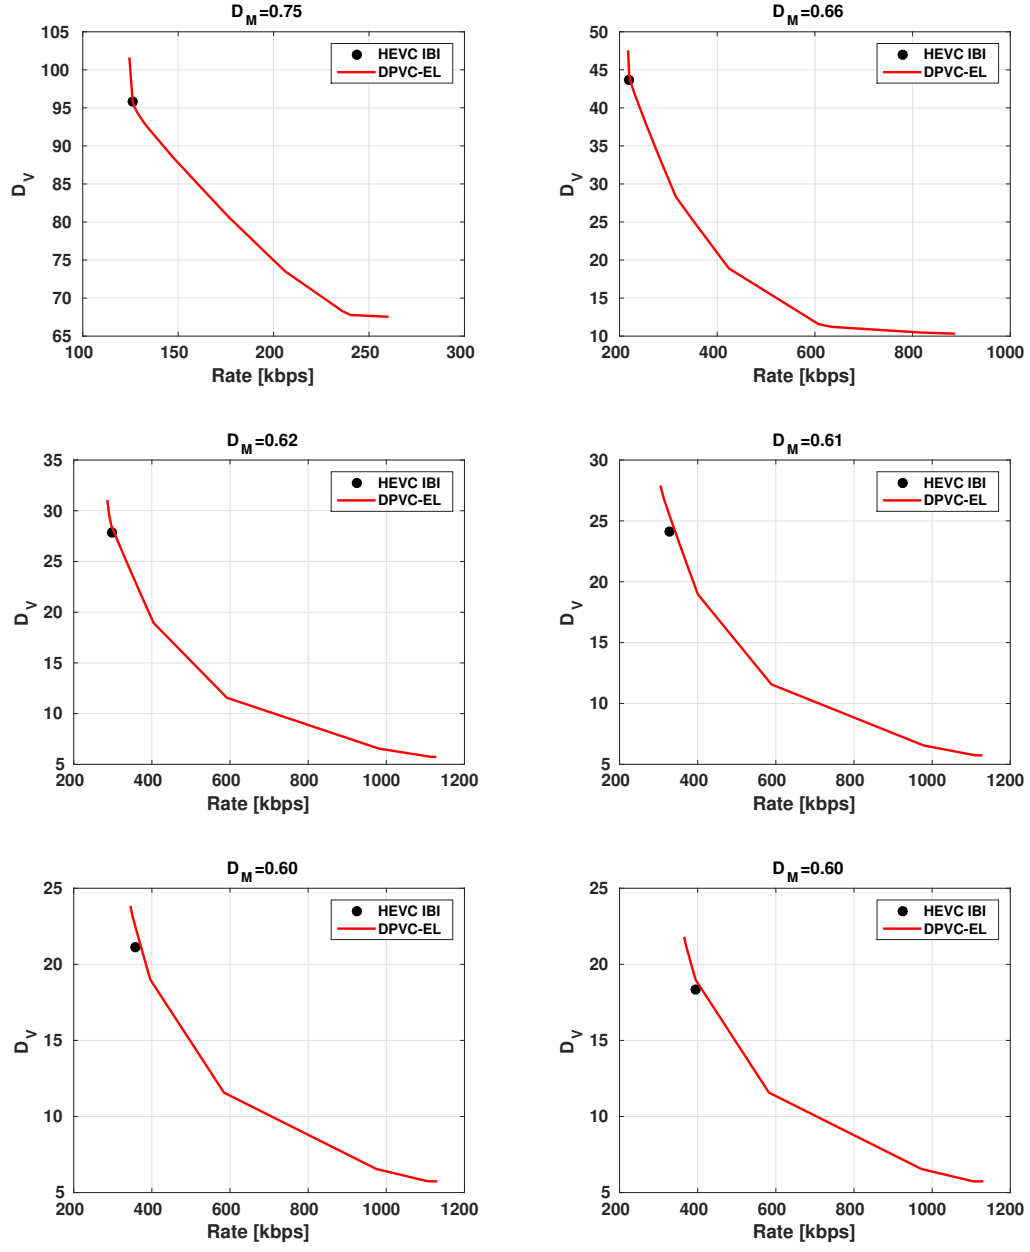 D_M=0.75
HEVC IBI
DPVC-EL
105
100
95
90
85
80
75
70
65
D_V
100 150 200 250 300
Rate [kbps]
D_M=0.66
HEVC IBI
DPVC-EL
50
45
40
35
30
25
20
15
10
D_V
200 400 600 800 1000
Rate [kbps]
D_M=0.62
HEVC IBI
DPVC-EL
35
30
25
20
15
10
5
D_V
200 400 600 800 1000 1200
Rate [kbps]
D_M=0.61
HEVC IBI
DPVC-EL
30
25
20
15
10
5
D_V
200 400 600 800 1000 1200
Rate [kbps]
D_M=0.60
HEVC IBI
DPVC-EL
25
20
15
10
5
D_V
200 400 600 800 1000 1200
Rate [kbps]
D_M=0.60
HEVC IBI
DPVC-EL
25
20
15
10
5
D_V
200 400 600 800 1000 1200
Rate [kbps]